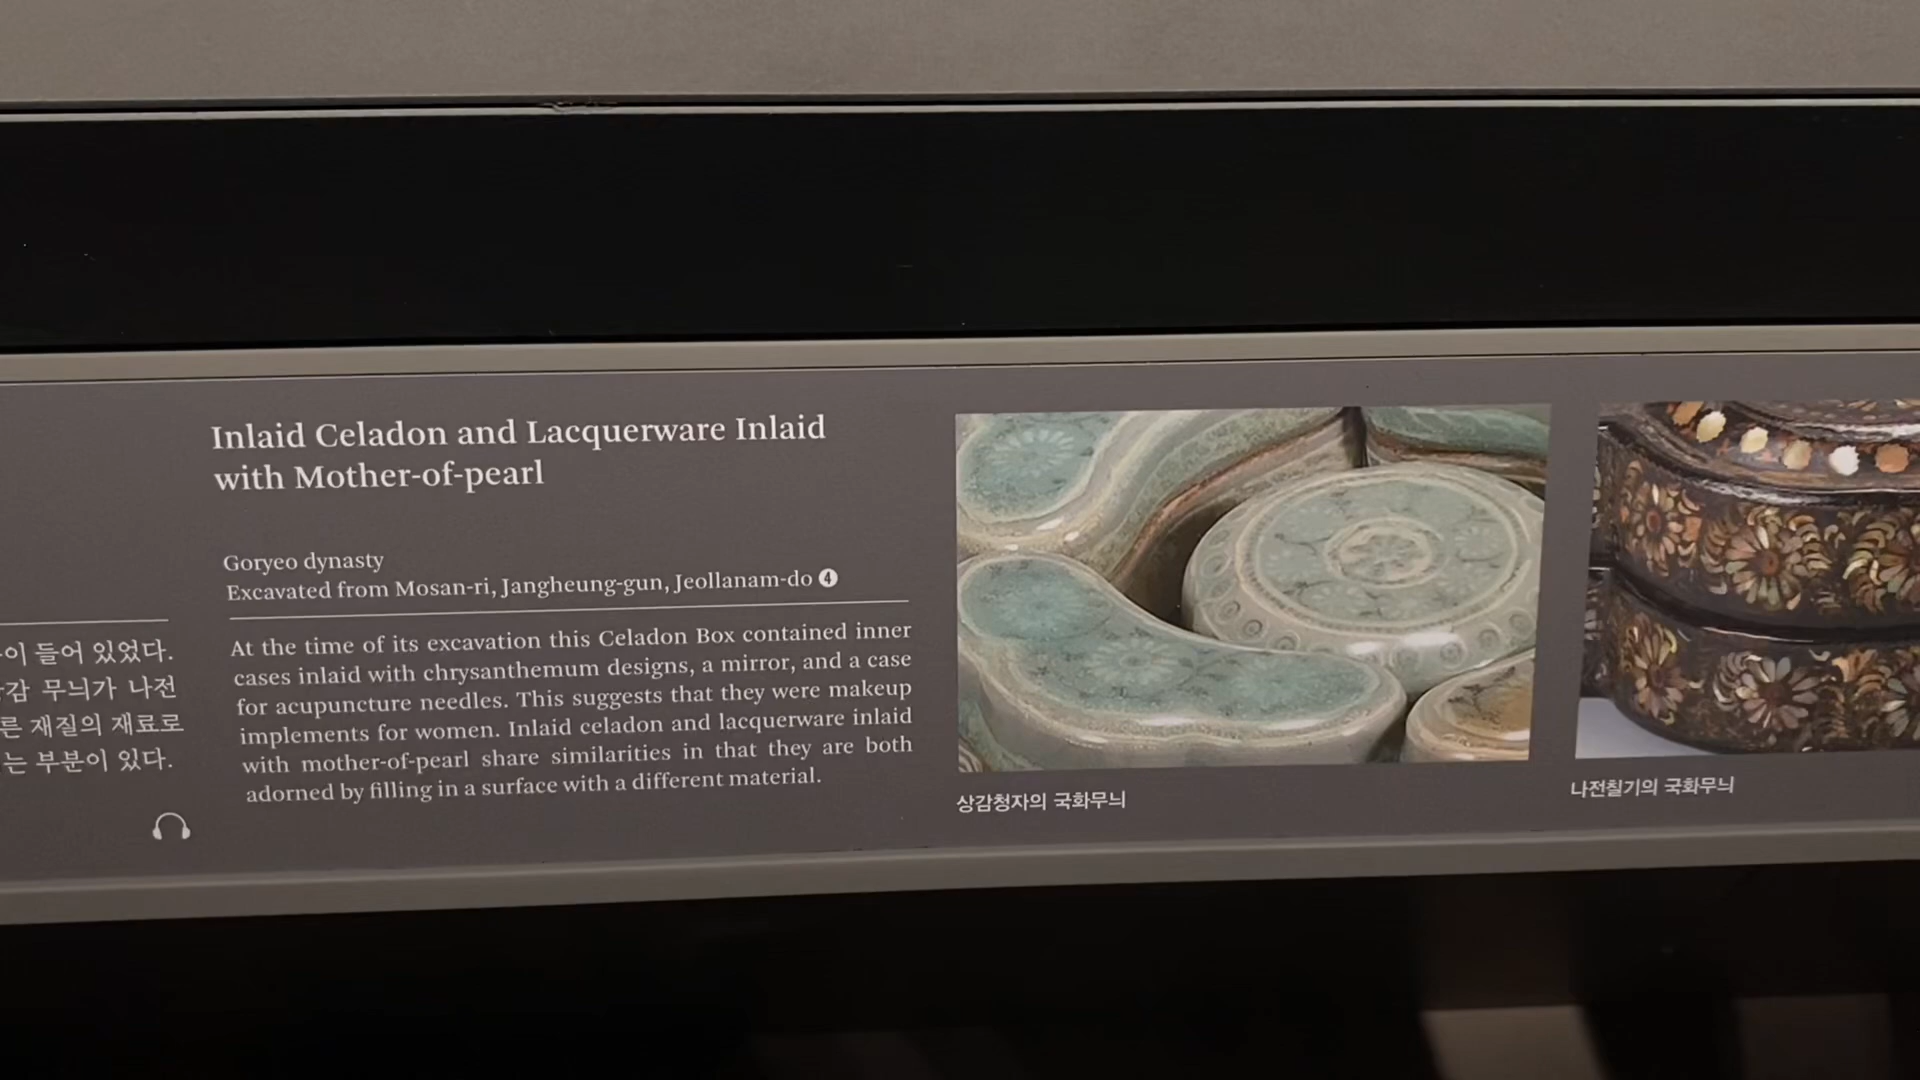 이 들어 있었다.
감 무늬가 나전
른 재질의 재료로
는 부분이 있다.
Inlaid Celadon and Lacquerware Inlaid
with Mother-of-pearl
Goryeo dynasty
Excavated from Mosan-ri, Jangheung-gun, Jeollanam-do 4
At the time of its excavation this Celadon Box contained inner
cases inlaid with chrysanthemum designs, a mirror, and a case
for acupuncture needles. This suggests that they were makeup
implements for women. Inlaid celadon and lacquerware inlaid
with mother-of-pearl share similarities in that they are both
adorned by filling in a surface with a different material.
상감청자의 국화무늬
나전칠기의 국화무늬